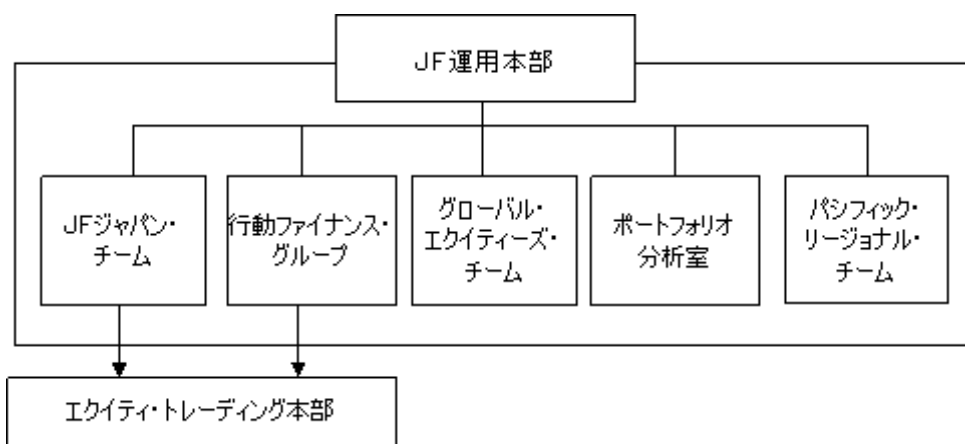 JF運用本部
JFジャパン・
チーム
行動ファイナンス・
グループ
グローバル・
エクイティーズ・
チーム
ポートフォリオ
分析室
パシフィック・
リージョナル・
チーム
エクイティ・トレーディング本部